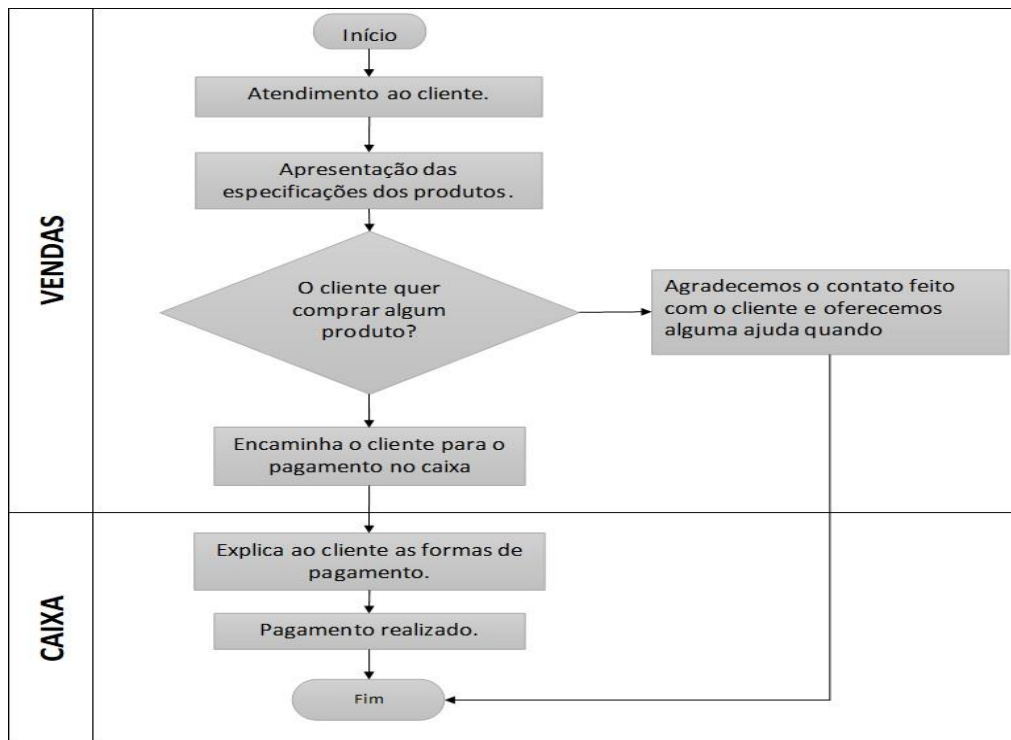 VENDAS
Início
Atendimento ao cliente.
Apresentação das
especificações dos produtos.
O cliente quer
comprar algum
produto?
Agradecemos o contato feito
com o cliente e oferecemos
alguma ajuda quando
Encaminha o cliente para o
pagamento no caixa
CAIXA
Explica ao cliente as formas de
pagamento.
Pagamento realizado.
Fim